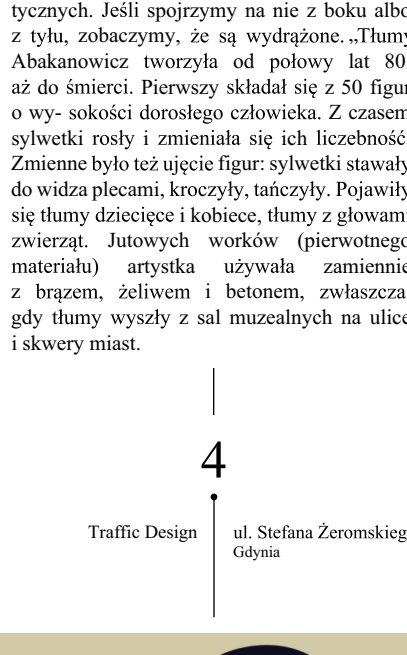 tycznych. Jeśli spojrzymy na nie z boku albo
z tyłu, zobaczymy, że są wydrążone. „Tłumy
Abakanowicz tworzyła od połowy lat 80
aż do śmierci. Pierwszy składał się z 50 figur
o wy- sokości dorosłego człowieka. Z czasem
sylwetki rosły i zmieniała się ich liczebność
Zmienne było też ujęcie figur: sylwetki stawały
do widza plecami, kroczyły, tańczyły. Pojawiły
się tłumy dziecięce i kobiece, tłumy z głowami
zwierząt. Jutowych worków (pierwotnego
materiału) artystka używała zamiennie
z brązem, żeliwem i betonem, zwłaszcza
gdy tłumy wyszły z sal muzealnych na ulice
i skwery miast.
4
Traffic Design
ul. Stefana Żeromskieg
Gdynia